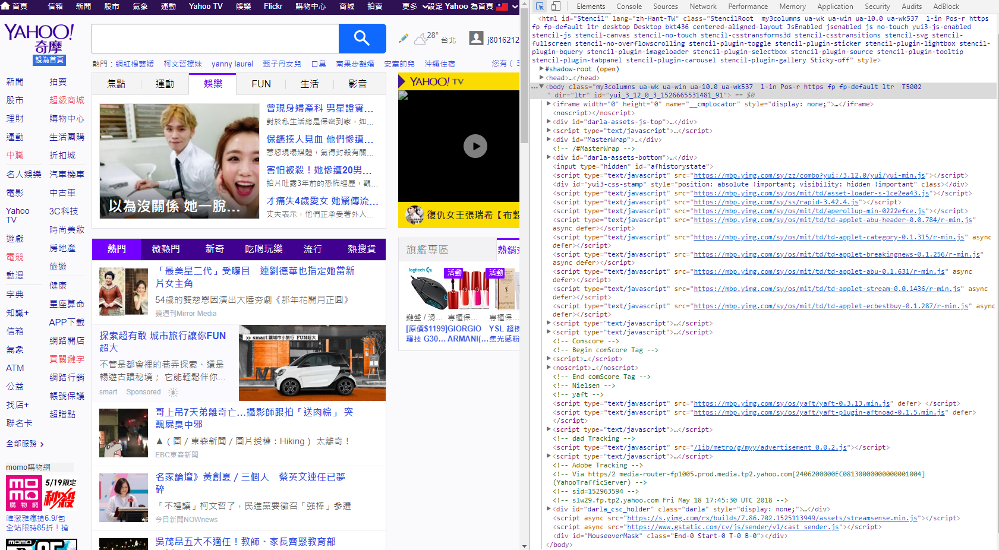 首頁 信箱 新聞 股市 氣象 運動 Yahoo TV 娛樂 Flickr 購物中心 商城 拍賣 更多 設定 Yahoo 為首頁
YAHOO!
奇摩
設為首頁
28° 台北
j8016212
熱門：網紅楊藝媛 柯文哲撩妹 yanny laurel 甄子丹女兒 口臭 南果步離婚 安室帥兒 沖繩住宿 您有（ 3
新聞 拍賣
股市 超級商城
理財 購物中心
運動 生活團購
中職 折扣城
名人娛樂 汽車機車
電影 中古車
Yahoo TV 3C科技
時尚美妝
遊戲 房地產
電競 旅遊
動漫 健康
字典 星座算命
知識+ APP下載
信箱 網路開店
氣象 買關鍵字
ATM 網路行銷
公益 帳號保護
找店+ 超贈點
聯名卡
全部服務
momo購物網
momo
購物網
5/19限定
秒殺
唯潔雅瘋搶6.9/包
全站限時85折！搶
焦點 運動 娛樂 FUN 生活 影音
以為沒關係 她一脫...
曾現身婦產科 男星證實...
對於私生活總是保密到家，如...
保鑣揍人見血 他們慘遭...
惹怒現場媒體，氣得封殺有關...
害怕被殺！她慘遭20男...
拍片吐露3年前的恐怖經歷，觀...
才痛失4歲愛女 她驚傳流...
丈夫表示，他們正承受著外人...
YAHOO! TV
復仇女王張瑞希【布穀
熱門 微熱門 新奇 吃喝玩樂 流行 熱搜貨
「最美星二代」受矚目 連劉德華也指定她當新
片女主角
54歲的龔慈恩因演出大陸夯劇《那年花開月正圓》
鏡週刊Mirror Media
探索超有敢 城市旅行讓你FUN
超大
不管是都會裡的巷弄探索、還是
暢遊古蹟秘境； 它能輕鬆伴你...
smart Sponsored
>> smart 讓城市小旅行 FUN超大
哥上吊7天弟離奇亡...攝影師跟拍「送肉粽」 突
飄屍臭中邪
▲（圖／東森新聞／圖片授權：Hiking） 太離奇！
EBC東森新聞
名家論壇》黃創夏／三個人 蔡英文連任已夢
碎
「不禮讓」柯文哲了，民進黨要徵召「強棒」參選
今日新聞NOWnews
吳茂昆五大不適任！教師、家長齊聚教育部
旗艦專區 熱銷
logitech G
活動 活動
鍵盤 / 滑... 專櫃保... 專櫃保...
[原價$1199] GIORGIO YSL 超模
羅技 G30... ARMANI(... 焦光感粉
Elements Console Sources Network Performance Memory Application Security Audits AdBlock
<html id="Stencil" lang="zh-Hant-TW" class="StencilRoot  my3columns ua-wk ua-win ua-10.0 ua-wk537  l-in Pos-r https
fp fp-default ltr desktop Desktop bkt436 centered-aligned-layout JsEnabled jsenabled js no-touch yui3-js-enabled
stencil-js stencil-canvas stencil-no-touch stencil-csstransforms3d stencil-csstransitions stencil-svg stencil-
fullscreen stencil-no-overflowscrolling stencil-plugin-toggle stencil-plugin-sticker stencil-plugin-lightbox stencil-
plugin-bquery stencil-plugin-imageloader stencil-plugin-selectbox stencil-plugin-source stencil-plugin-tooltip
stencil-plugin-tabpanel stencil-plugin-carousel stencil-plugin-gallery Sticky-off" style>
#shadow-root (open)
<head>…</head>
<body class="my3columns ua-wk ua-win ua-10.0 ua-wk537  l-in Pos-r https fp fp-default ltr  T5002
" dir="ltr" id="yui_3_12_0_3_1526665531481_91"> == $0
<iframe width="0" height="0" name="__cmpLocator" style="display: none;">…</iframe>
<noscript></noscript>
<div id="darla-assets-js-top">…</div>
<script type="text/javascript">…</script>
<div id="MasterWrap">…</div>
<!-- /#MasterWrap -->
<div id="darla-assets-bottom">…</div>
<input type="hidden" id="afhistorystate">
<script type="text/javascript" src="https://mbp.yimg.com/sy/zz/combo?yui:/3.12.0/yui/yui-min.js"></script>
<div id="yui3-css-stamp" style="position: absolute !important; visibility: hidden !important" class></div>
<script type="text/javascript" src="https://mbp.yimg.com/sy/os/mit/td/asset-loader-s-1ce2ea43.js"></script>
<script type="text/javascript" src="https://mbp.yimg.com/sy/ss/rapid-3.42.4.js"></script>
<script type="text/javascript" src="https://mbp.yimg.com/sy/os/mit/td/aperollup-min-0222efce.js"></script>
<script type="text/javascript" src="https://mbp.yimg.com/sy/os/mit/td/td-applet-abu-header-0.0.784/r-min.js"
async defer></script>
<script type="text/javascript" src="https://mbp.yimg.com/sy/os/mit/td/td-applet-category-0.1.315/r-min.js" async
defer></script>
<script type="text/javascript" src="https://mbp.yimg.com/sy/os/mit/td/td-applet-breakingnews-0.1.256/r-min.js"
async defer></script>
<script type="text/javascript" src="https://mbp.yimg.com/sy/os/mit/td/td-applet-abu-0.1.631/r-min.js" async
defer></script>
<script type="text/javascript" src="https://mbp.yimg.com/sy/os/mit/td/td-applet-stream-0.0.1436/r-min.js" async
defer></script>
<script type="text/javascript" src="https://mbp.yimg.com/sy/os/mit/td/td-applet-ecbestbuy-0.1.287/r-min.js" async
defer></script>
<script type="text/javascript">…</script>
<script type="text/javascript">…</script>
<!-- Comscore -->
<!-- Begin comScore Tag -->
<script>…</script>
<noscript>…</noscript>
<!-- End comScore Tag -->
<!-- Nielsen -->
<!-- yaft -->
<script type="text/javascript" src="https://mbp.yimg.com/sy/os/yaft/yaft-0.3.13.min.js" defer> </script>
<script type="text/javascript" src="https://mbp.yimg.com/sy/os/yaft/yaft-plugin-aftnoad-0.1.5.min.js" defer>
</script>
<script type="text/javascript">…</script>
<!-- dad Tracking -->
<script type="text/javascript" src="/lib/metro/g/myy/advertisement_0.0.2.js"></script>
<script type="text/javascript">…</script>
<!-- Adobe Tracking -->
<!-- Via https/2 media-router-fp1005.prod.media.tp2.yahoo.com[2406200000EC08130000000000001004]
(YahooTrafficServer) -->
<!-- sid=152963594 -->
<!-- slw29.fp.tp2.yahoo.com Fri May 18 17:45:30 UTC 2018 -->
<div id="darla_csc_holder" class="darla" style="display: none;">…</div>
<script async src="https://s.yimg.com/rx/builds/7.86.702.1525113949/assets/streamsense.min.js"></script>
<script async src="https://www.gstatic.com/cv/js/sender/v1/cast_sender.js"></script>
<div id="MouseoverMask" class="End-0 Start-0 T-0 B-0"></div>
</body>